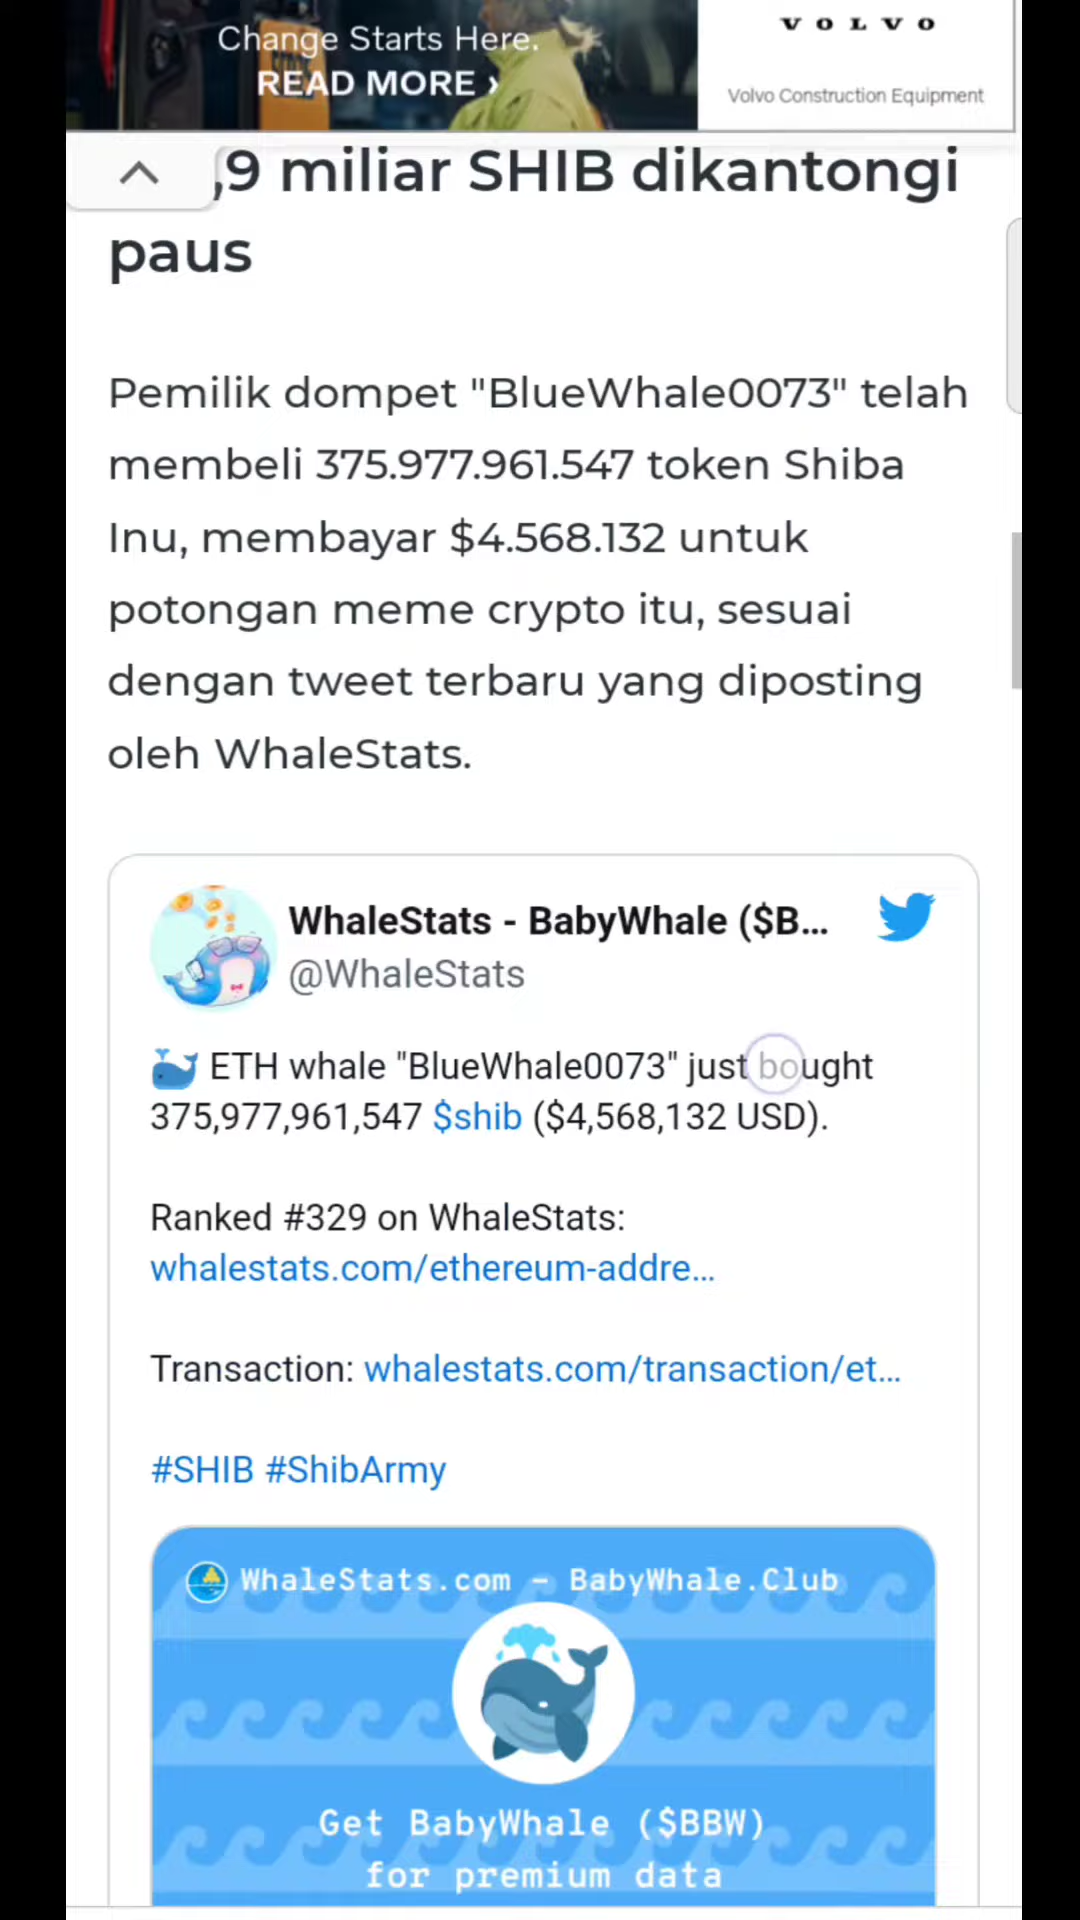 Change Starts Here.
READ MORE ›
VOLVO
Volvo Construction Equipment
,9 miliar SHIB dikantongi
paus
Pemilik dompet "BlueWhale0073" telah
membeli 375.977.961.547 token Shiba
Inu, membayar $4.568.132 untuk
potongan meme crypto itu, sesuai
dengan tweet terbaru yang diposting
oleh WhaleStats.
WhaleStats - BabyWhale ($B...
@WhaleStats
🐳 ETH whale "BlueWhale0073" just bought
375,977,961,547 $shib ($4,568,132 USD).
Ranked #329 on WhaleStats:
whalestats.com/ethereum-addre...
Transaction: whalestats.com/transaction/et...
#SHIB #ShibArmy
WhaleStats.com - BabyWhale.Club
Get BabyWhale ($BBW)
for premium data